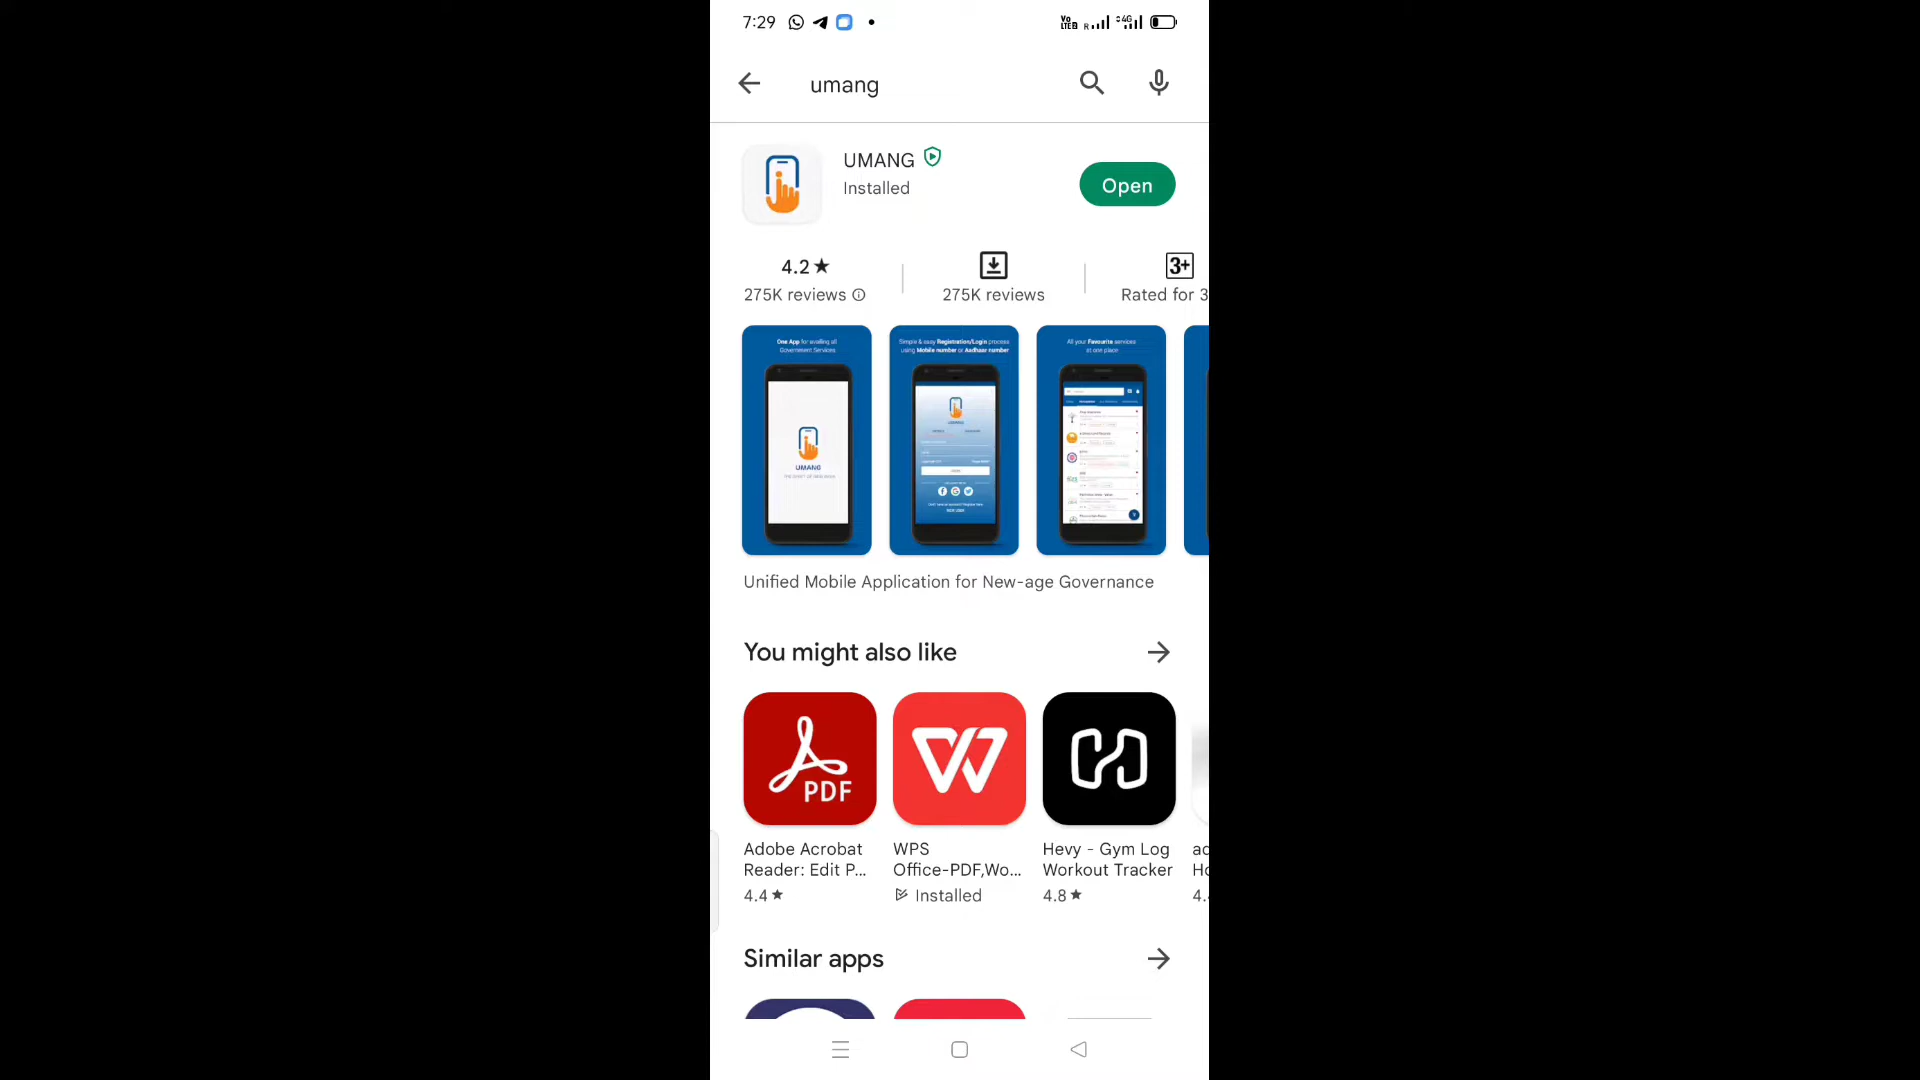 7:29
Vo
LTE2 R 4G
umang
UMANG
Installed
Open
4.2★
3+
275K reviews
275K reviews
Rated for 3
One App for availing all
Government Services
Simple & easy Registration/Login process
using Mobile number or Aadhaar number
All your Favourite services
at one place
UMANG
Unified Mobile Application for New-age Governance
You might also like
PDF
Adobe Acrobat
Reader: Edit P...
4.4★
WPS
Office-PDF,Wo...
Installed
Hevy - Gym Log
Workout Tracker
4.8★
Similar apps